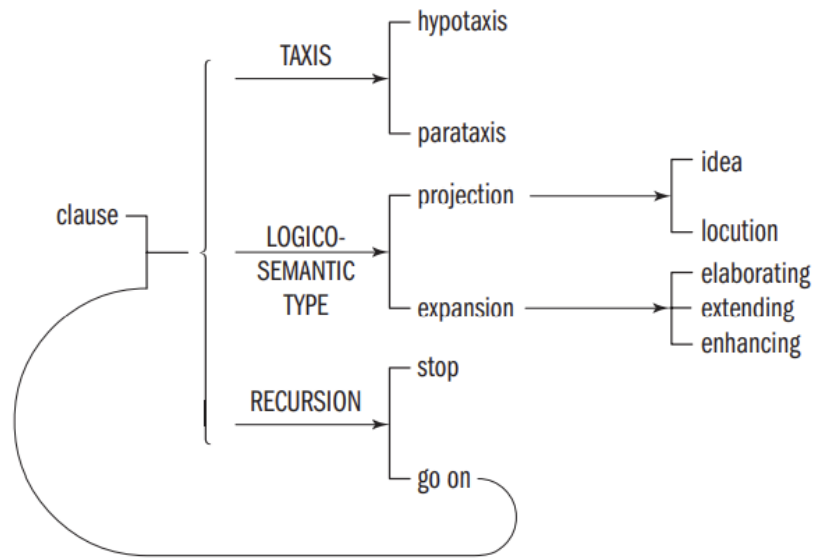 hypotaxis
TAXIS
parataxis
idea
projection
clause
locution
LOGICO-
SEMANTIC
TYPE
elaborating
expansion
extending
enhancing
stop
RECURSION
go on